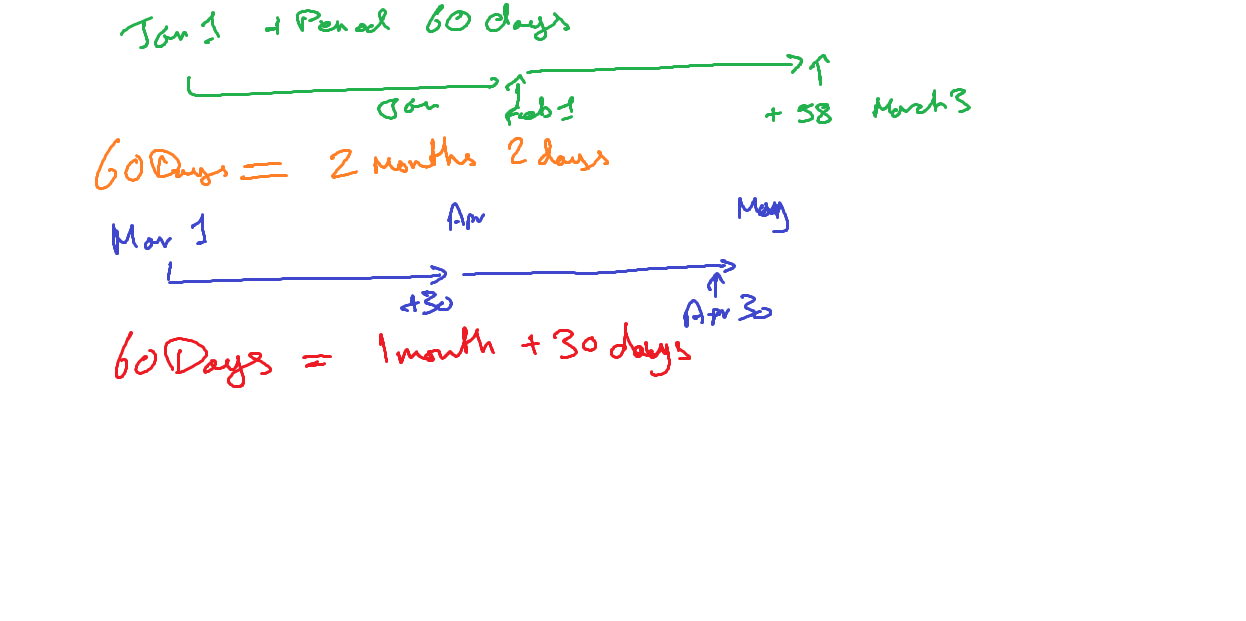 Jan 1 + Period 60 days
Jan Feb 1 + 58 March 3
60 Days = 2 months 2 days
Mar 1 Apr May
+30 Apr 30
60 Days = 1 month + 30 days